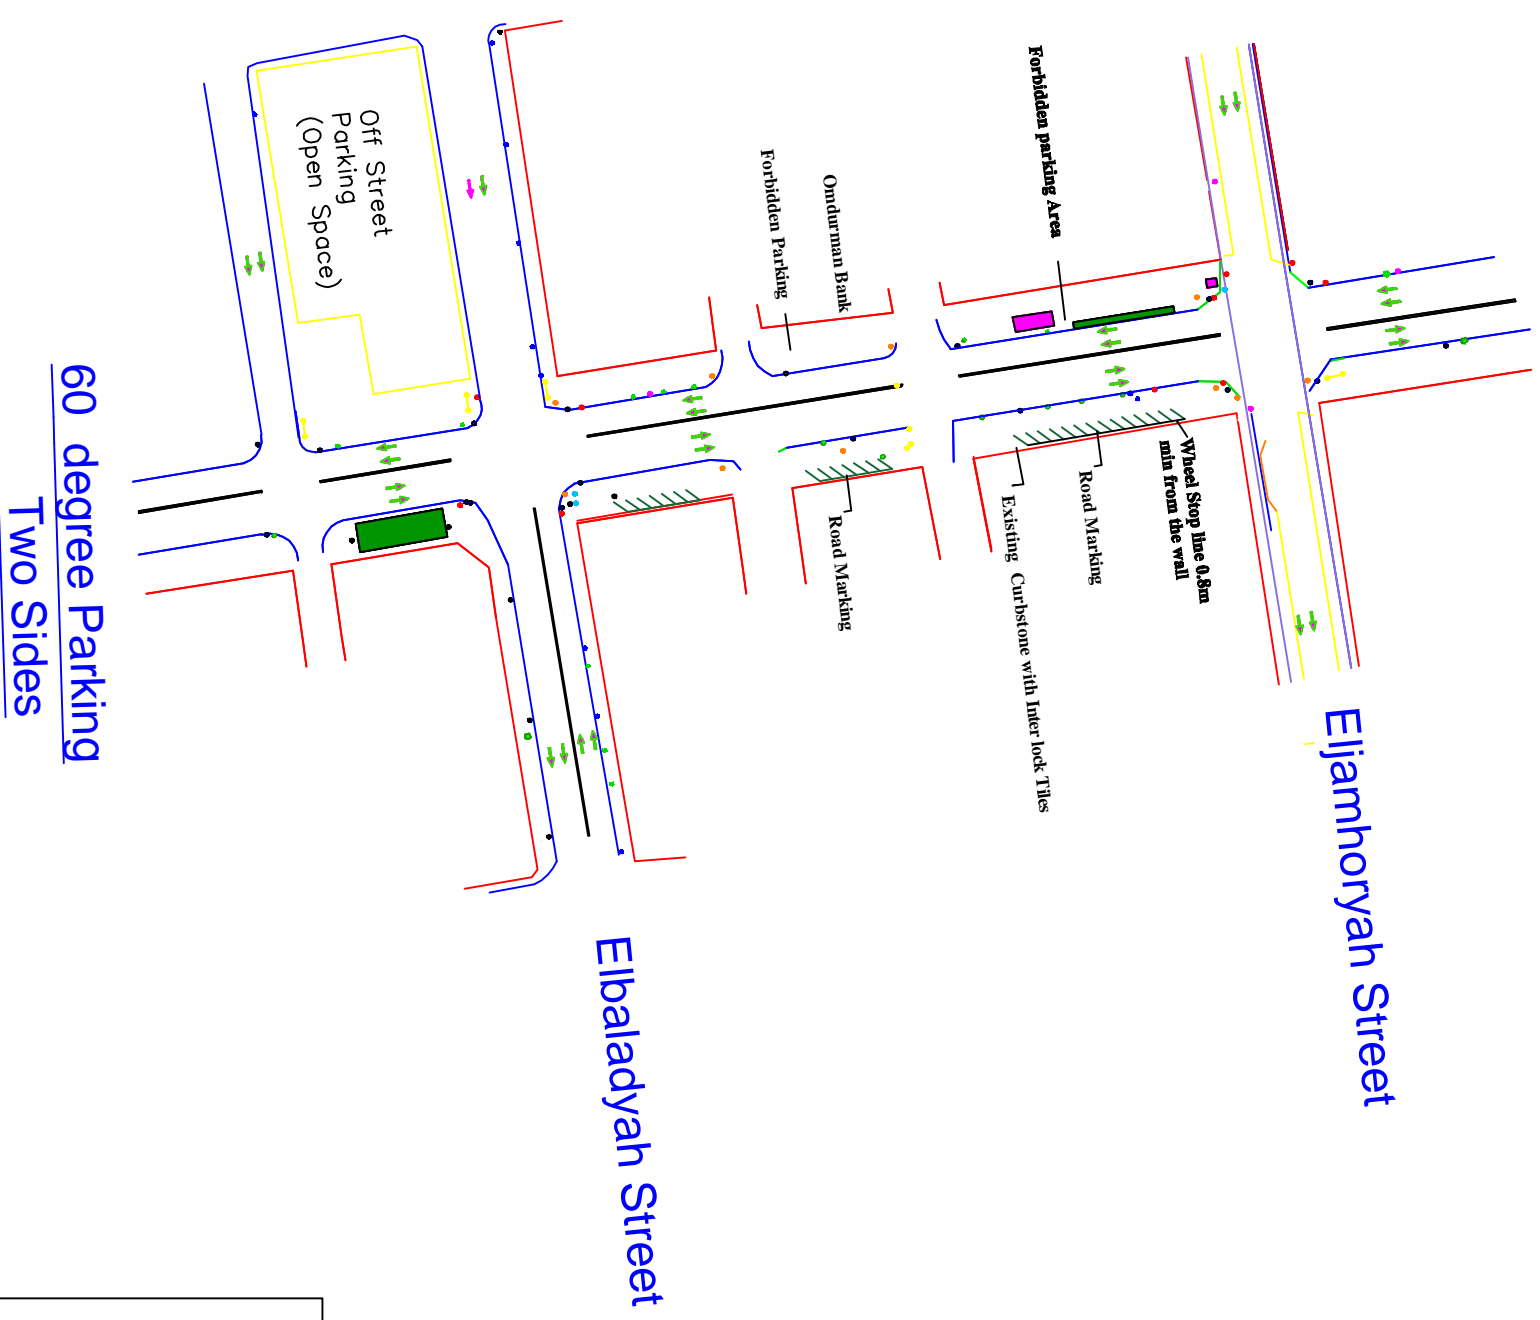 Eljamhoryah Street
Wheel Stop line 0.8m
min from the wall
Road Marking
Forbidden parking Area
Existing Curbstone with Inter lock Tiles
Omdurman Bank
Road Marking
Forbidden Parking
Elbaladyah Street
Off Street
Parking
(Open Space)
60 degree Parking
Two Sides